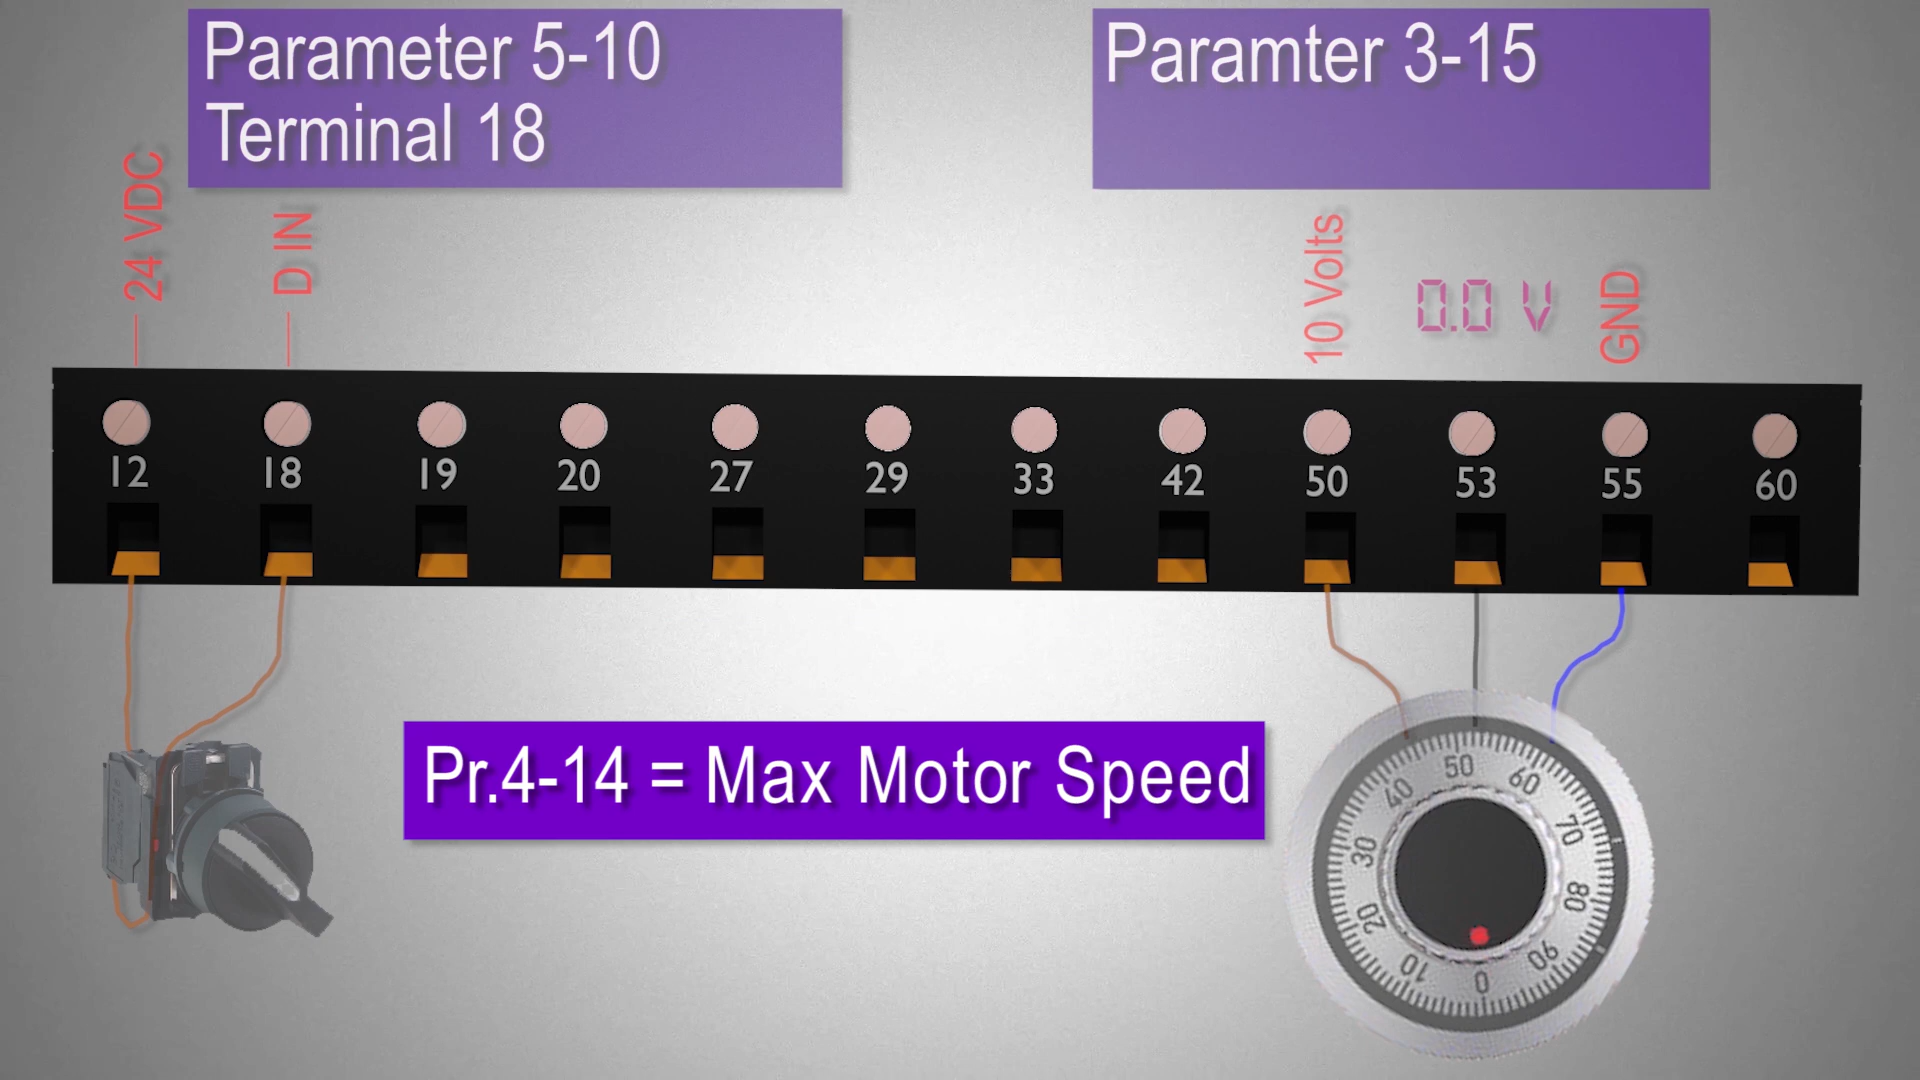 Parameter 5-10
Terminal 18
Paramter 3-15
24 VDC
D IN
10 Volts
0.0 V
GND
12 18 19 20 27 29 33 42 50 53 55 60
Pr.4-14 = Max Motor Speed
0 10 20 30 40 50 60 70 80 90